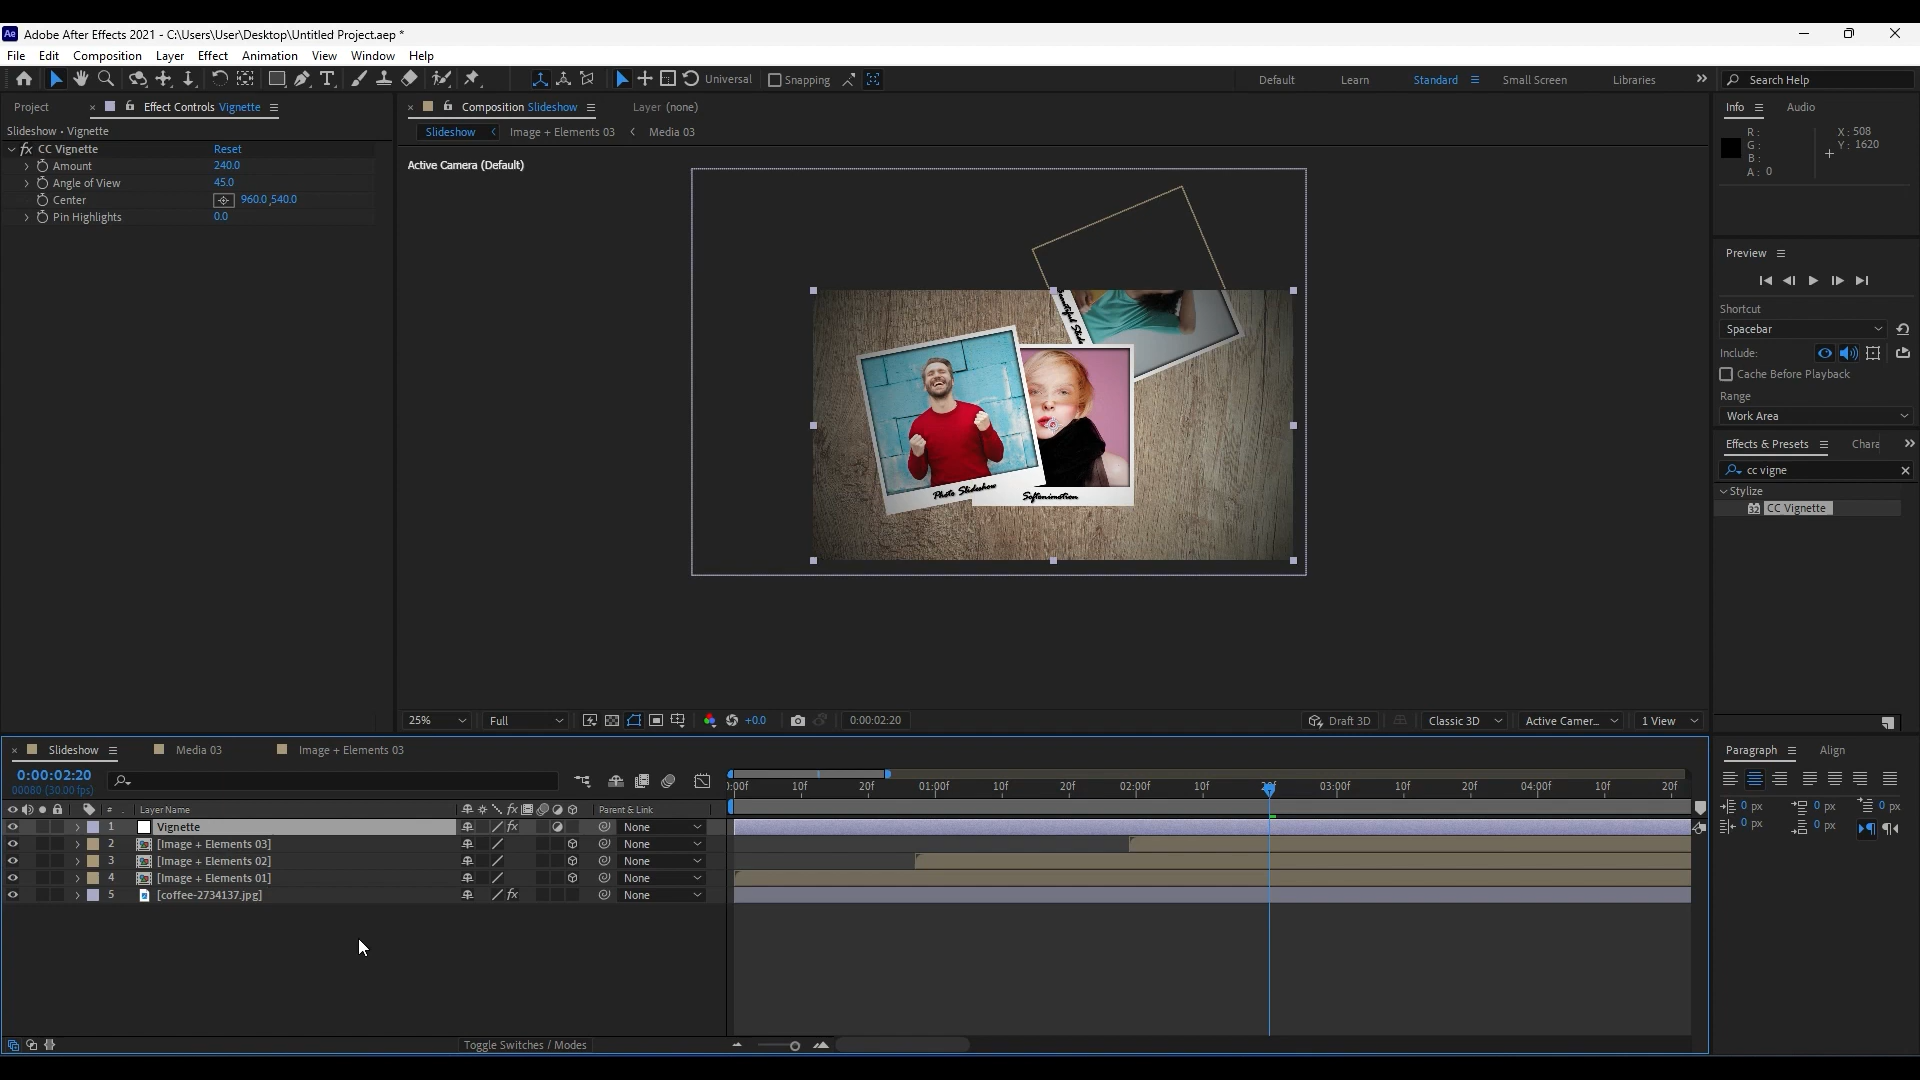 Ae Adobe After Effects 2021 - C:\Users\User\Desktop\Untitled Project.aep *
File Edit Composition Layer Effect Animation View Window Help
Universal Snapping Default Learn Standard Small Screen Libraries Search Help
Project Effect Controls Vignette
Slideshow • Vignette
fx CC Vignette Reset
Amount 240.0
Angle of View 45.0
Center 960.0,540.0
Pin Highlights 0.0
Composition Slideshow Layer (none)
Slideshow Image + Elements 03 Media 03
Active Camera (Default)
Photo Slideshow
Softanimotion
25% Full +0.0 0:00:02:20 Draft 3D Classic 3D Active Camer... 1 View
Info Audio
R: X: 508
G: Y: 1620
B:
A: 0
Preview
Shortcut
Spacebar
Include:
Cache Before Playback
Range
Work Area
Effects & Presets Chara
cc vigne
Stylize
32 CC Vignette
Slideshow Media 03 Image + Elements 03
0:00:02:20
00080 (30.00 fps)
:00f 10f 20f 01:00f 10f 20f 02:00f 10f 20f 03:00f 10f 20f 04:00f 10f 20f
# Layer Name fx Parent & Link
1 Vignette fx None
2 [Image + Elements 03] None
3 [Image + Elements 02] None
4 [Image + Elements 01] None
5 [coffee-2734137.jpg] fx None
Toggle Switches / Modes
Paragraph Align
0 px 0 px 0 px
0 px 0 px